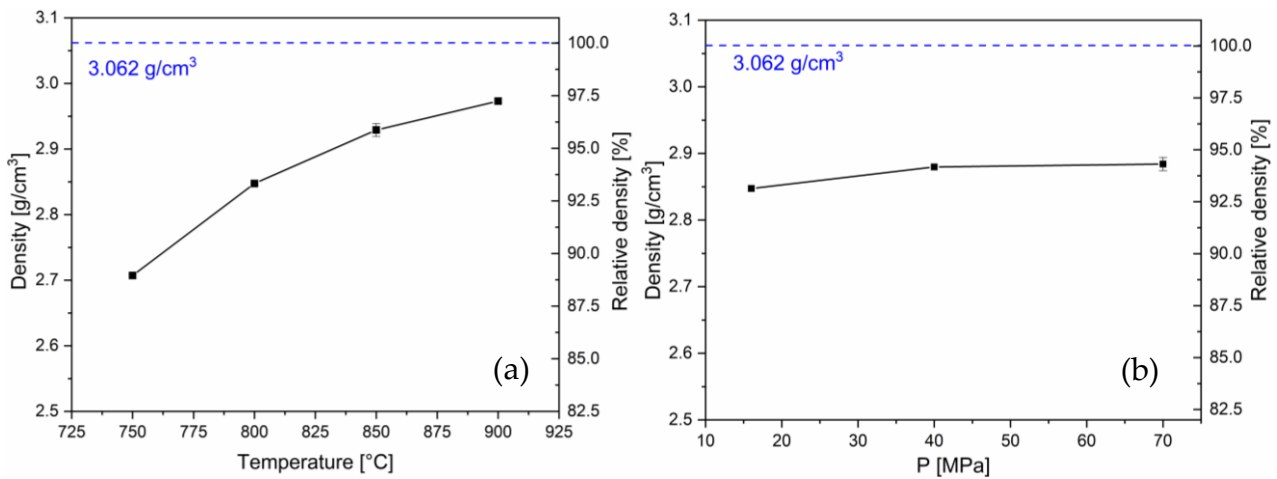 3.1
3.0
2.9
2.8
2.7
2.6
2.5
Density [g/cm³]
3.062 g/cm³
(a)
100.0
97.5
95.0
92.5
90.0
87.5
85.0
82.5
Relative density [%]
725 750 775 800 825 850 875 900 925
Temperature [°C]
3.1
3.0
2.9
2.8
2.7
2.6
2.5
Density [g/cm³]
3.062 g/cm³
(b)
100.0
97.5
95.0
92.5
90.0
87.5
85.0
82.5
Relative density [%]
10 20 30 40 50 60 70
P [MPa]